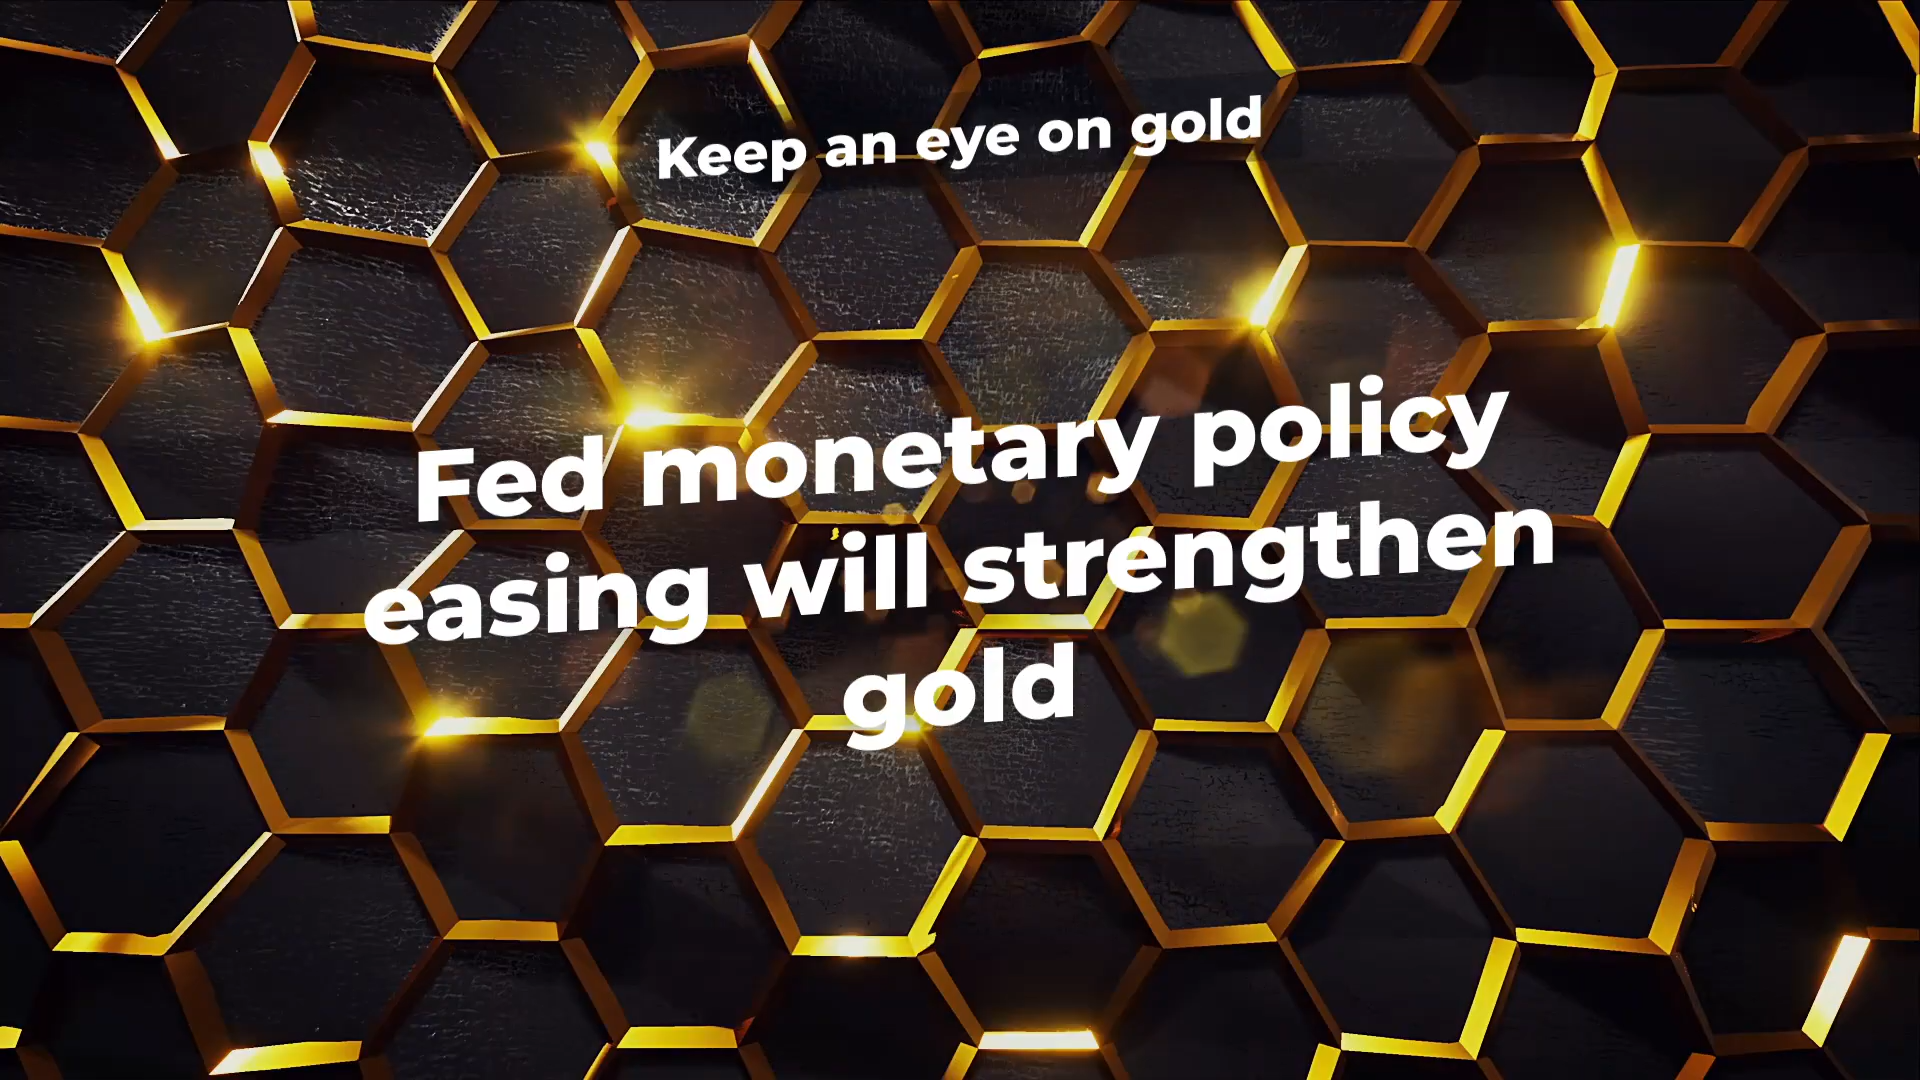 Keep an eye on gold
Fed monetary policy
easing will strengthen
gold